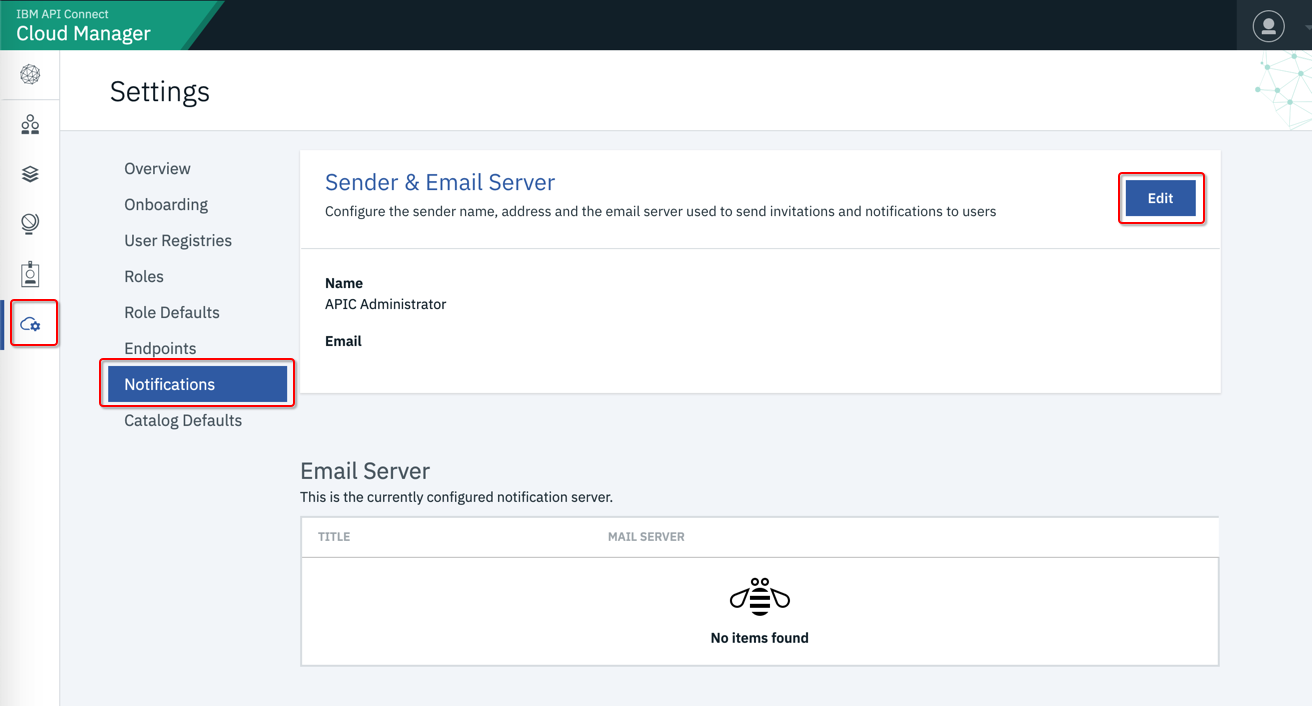 IBM API Connect
Cloud Manager
Settings
Overview
Onboarding
User Registries
Roles
Role Defaults
Endpoints
Notifications
Catalog Defaults
Sender & Email Server
Configure the sender name, address and the email server used to send invitations and notifications to users
Edit
Name
APIC Administrator
Email
Email Server
This is the currently configured notification server.
TITLE MAIL SERVER
No items found